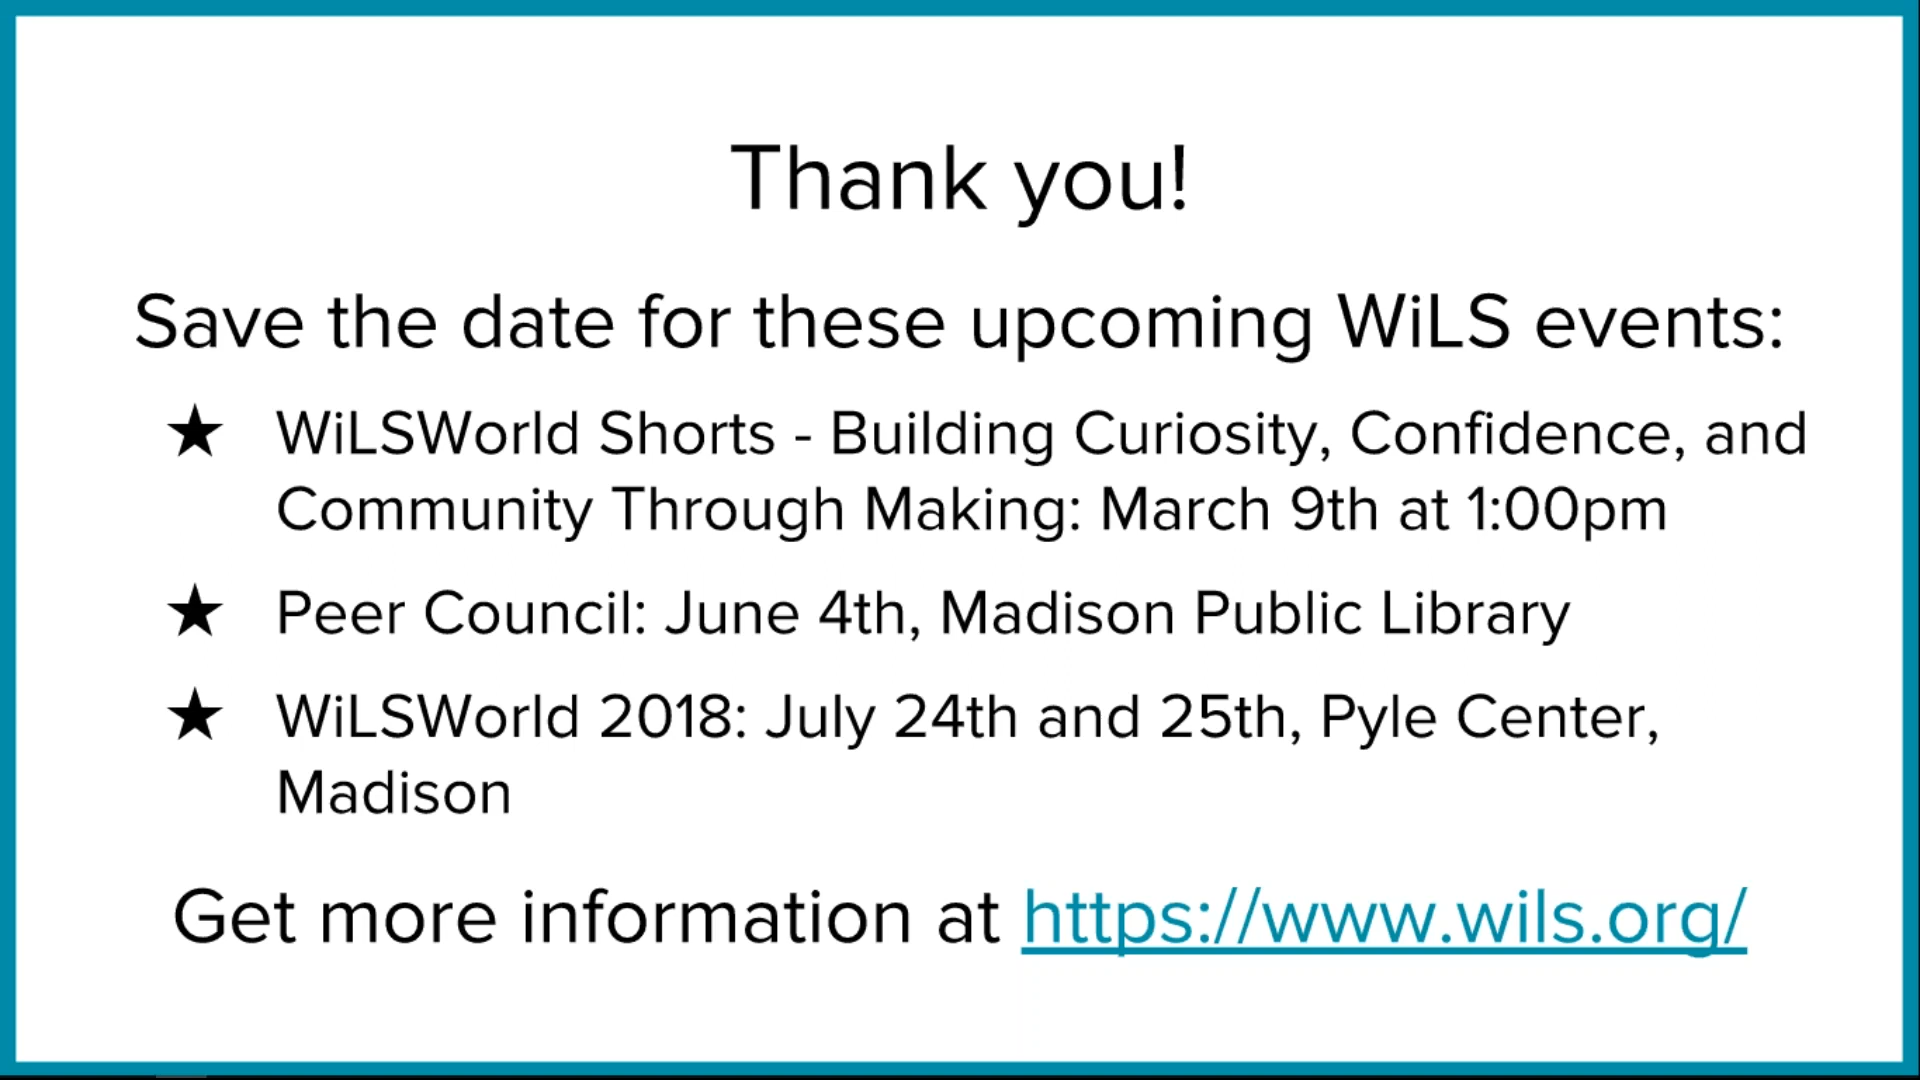 Thank you!
Save the date for these upcoming WiLS events:
★ WiLSWorld Shorts - Building Curiosity, Confidence, and
Community Through Making: March 9th at 1:00pm
★ Peer Council: June 4th, Madison Public Library
★ WiLSWorld 2018: July 24th and 25th, Pyle Center,
Madison
Get more information at https://www.wils.org/